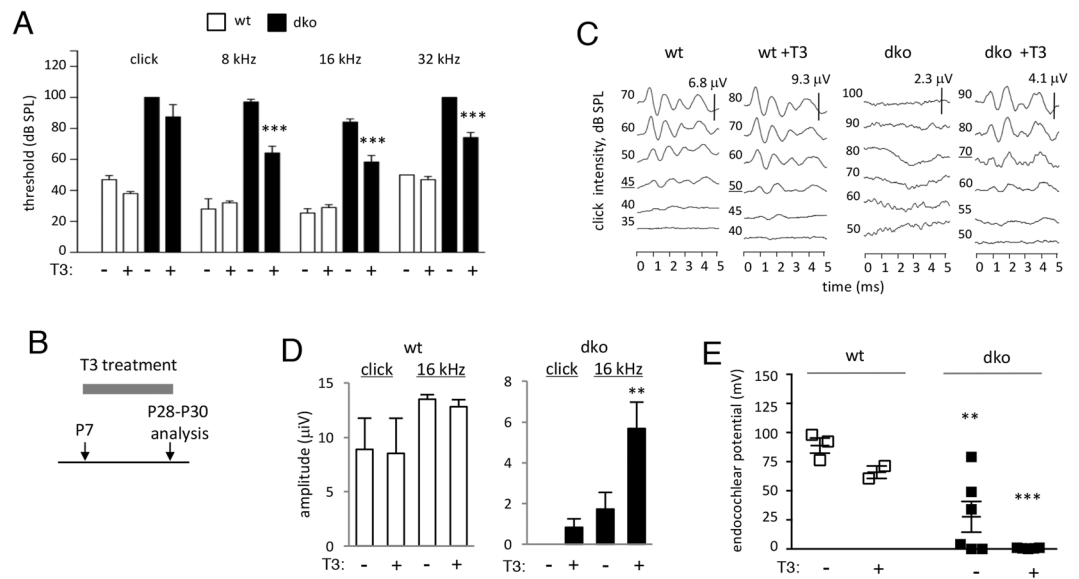 A
wt dko
click 8 kHz 16 kHz 32 kHz
threshold (dB SPL)
120
100
80
60
40
20
0
*** *** ***
T3: - + - + - + - + - + - + - + - +
B
T3 treatment
P7
P28-P30
analysis
C
wt wt +T3 dko dko +T3
click intensity, dB SPL
6.8 µV 9.3 µV 2.3 µV 4.1 µV
70 80 100 90
60 70 90 80
50 60 80 70
45 50 70 60
40 45 60 55
35 40 50 50
0 1 2 3 4 5 0 1 2 3 4 5 0 1 2 3 4 5 0 1 2 3 4 5
time (ms)
D
wt dko
click 16 kHz click 16 kHz
amplitude (µiV)
15
10
5
0
8
6
4
2
0
**
T3: - + - + T3: - + - +
E
wt dko
endocochlear potential (mV)
150
125
100
75
50
25
0
**
***
T3: - + - +